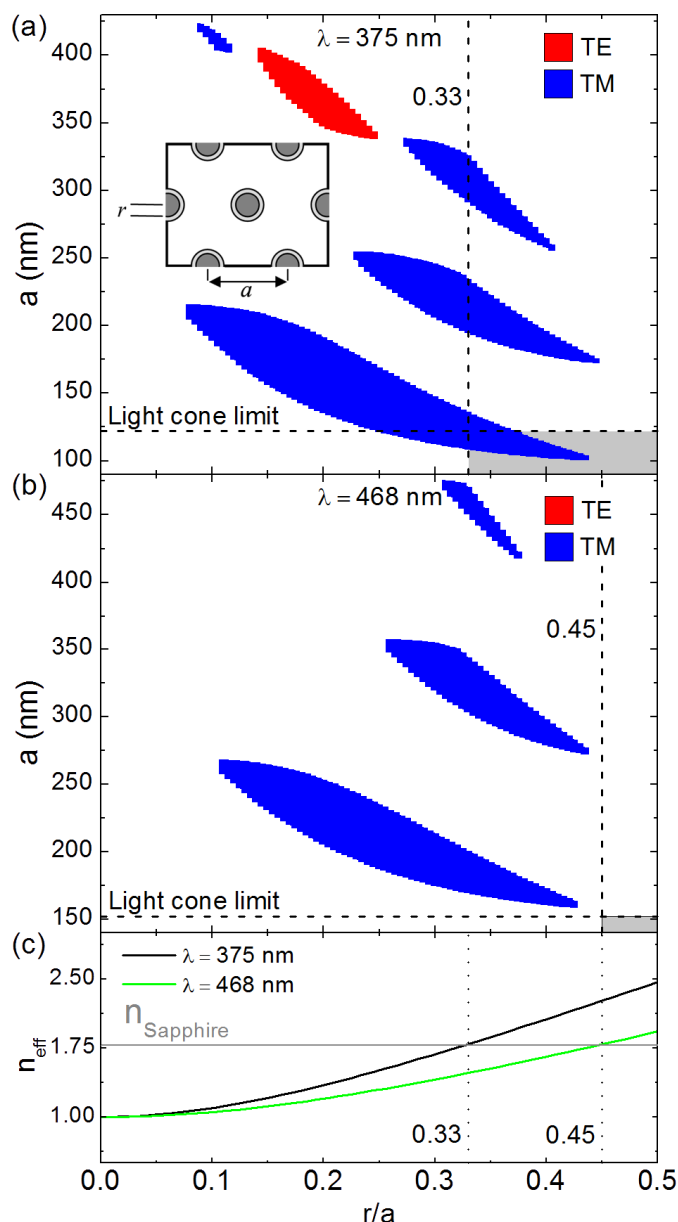 (a)
λ = 375 nm
0.33
TE
TM
r
a
a (nm)
400
350
300
250
200
150
100
Light cone limit
(b)
λ = 468 nm
TE
TM
0.45
a (nm)
450
400
350
300
250
200
150
Light cone limit
(c)
λ = 375 nm
λ = 468 nm
nSapphire
neff
2.50
1.75
1.00
0.33
0.45
0.0
0.1
0.2
0.3
0.4
0.5
r/a